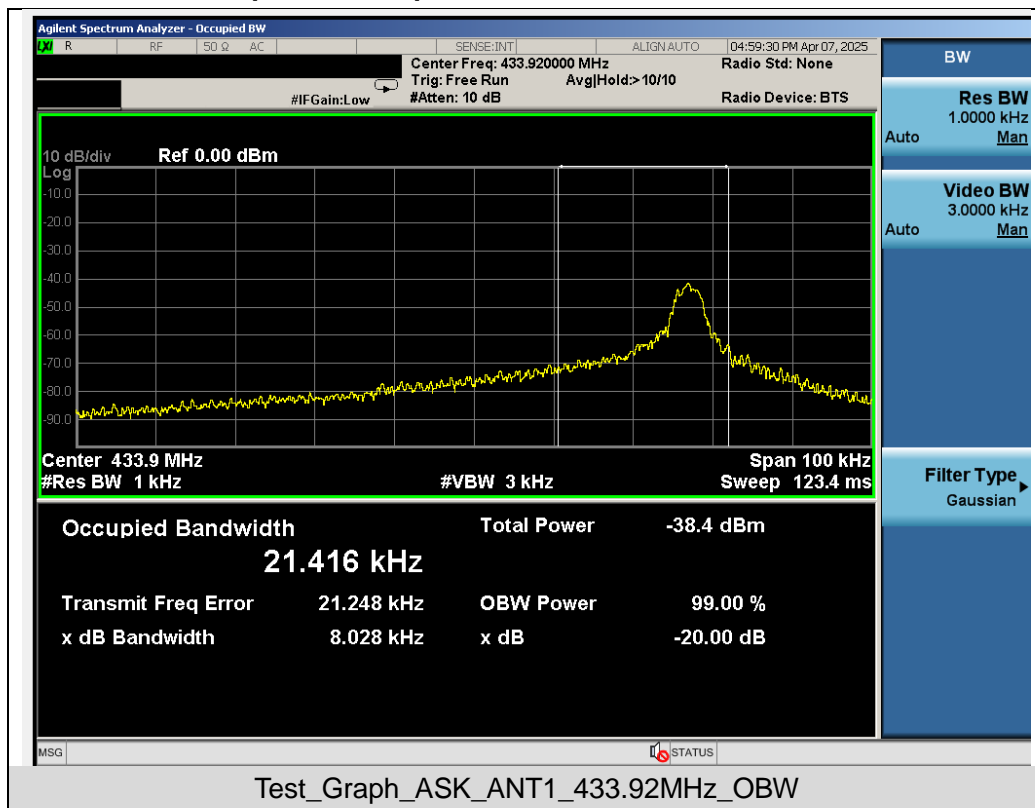 Agilent Spectrum Analyzer - Occupied BW
LXI R RF 50 Ω AC SENSE:INT ALIGN AUTO 04:59:30 PM Apr 07, 2025
Center Freq: 433.920000 MHz Radio Std: None
Trig: Free Run Avg|Hold:>10/10
#IFGain:Low #Atten: 10 dB Radio Device: BTS
BW
Res BW
1.0000 kHz
Auto Man
Video BW
3.0000 kHz
Auto Man
Filter Type
Gaussian
10 dB/div Ref 0.00 dBm
Log
-10.0
-20.0
-30.0
-40.0
-50.0
-60.0
-70.0
-80.0
-90.0
Center 433.9 MHz Span 100 kHz
#Res BW 1 kHz #VBW 3 kHz Sweep 123.4 ms
Occupied Bandwidth Total Power -38.4 dBm
21.416 kHz
Transmit Freq Error 21.248 kHz OBW Power 99.00 %
x dB Bandwidth 8.028 kHz x dB -20.00 dB
MSG STATUS
Test_Graph_ASK_ANT1_433.92MHz_OBW